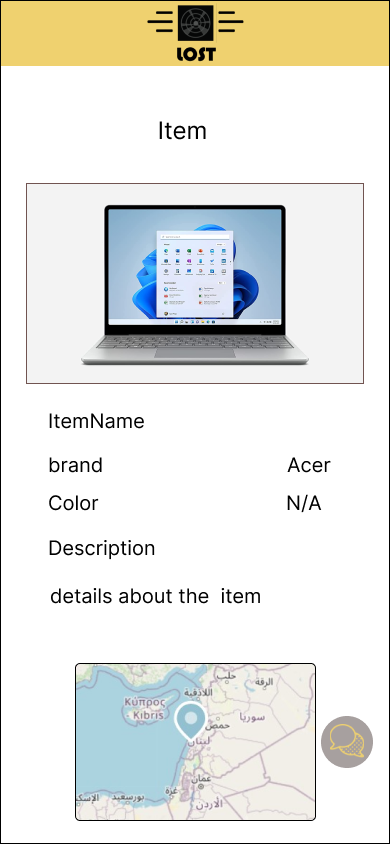 LOST
Item
ItemName
brand Acer
Color N/A
Description
details about the item
حلب
الرقة
اللاذقية
Κύπρος
Kıbrıs
سوريا
حمص
لبنان
عمان
غزة
بورسعيد
الأردن